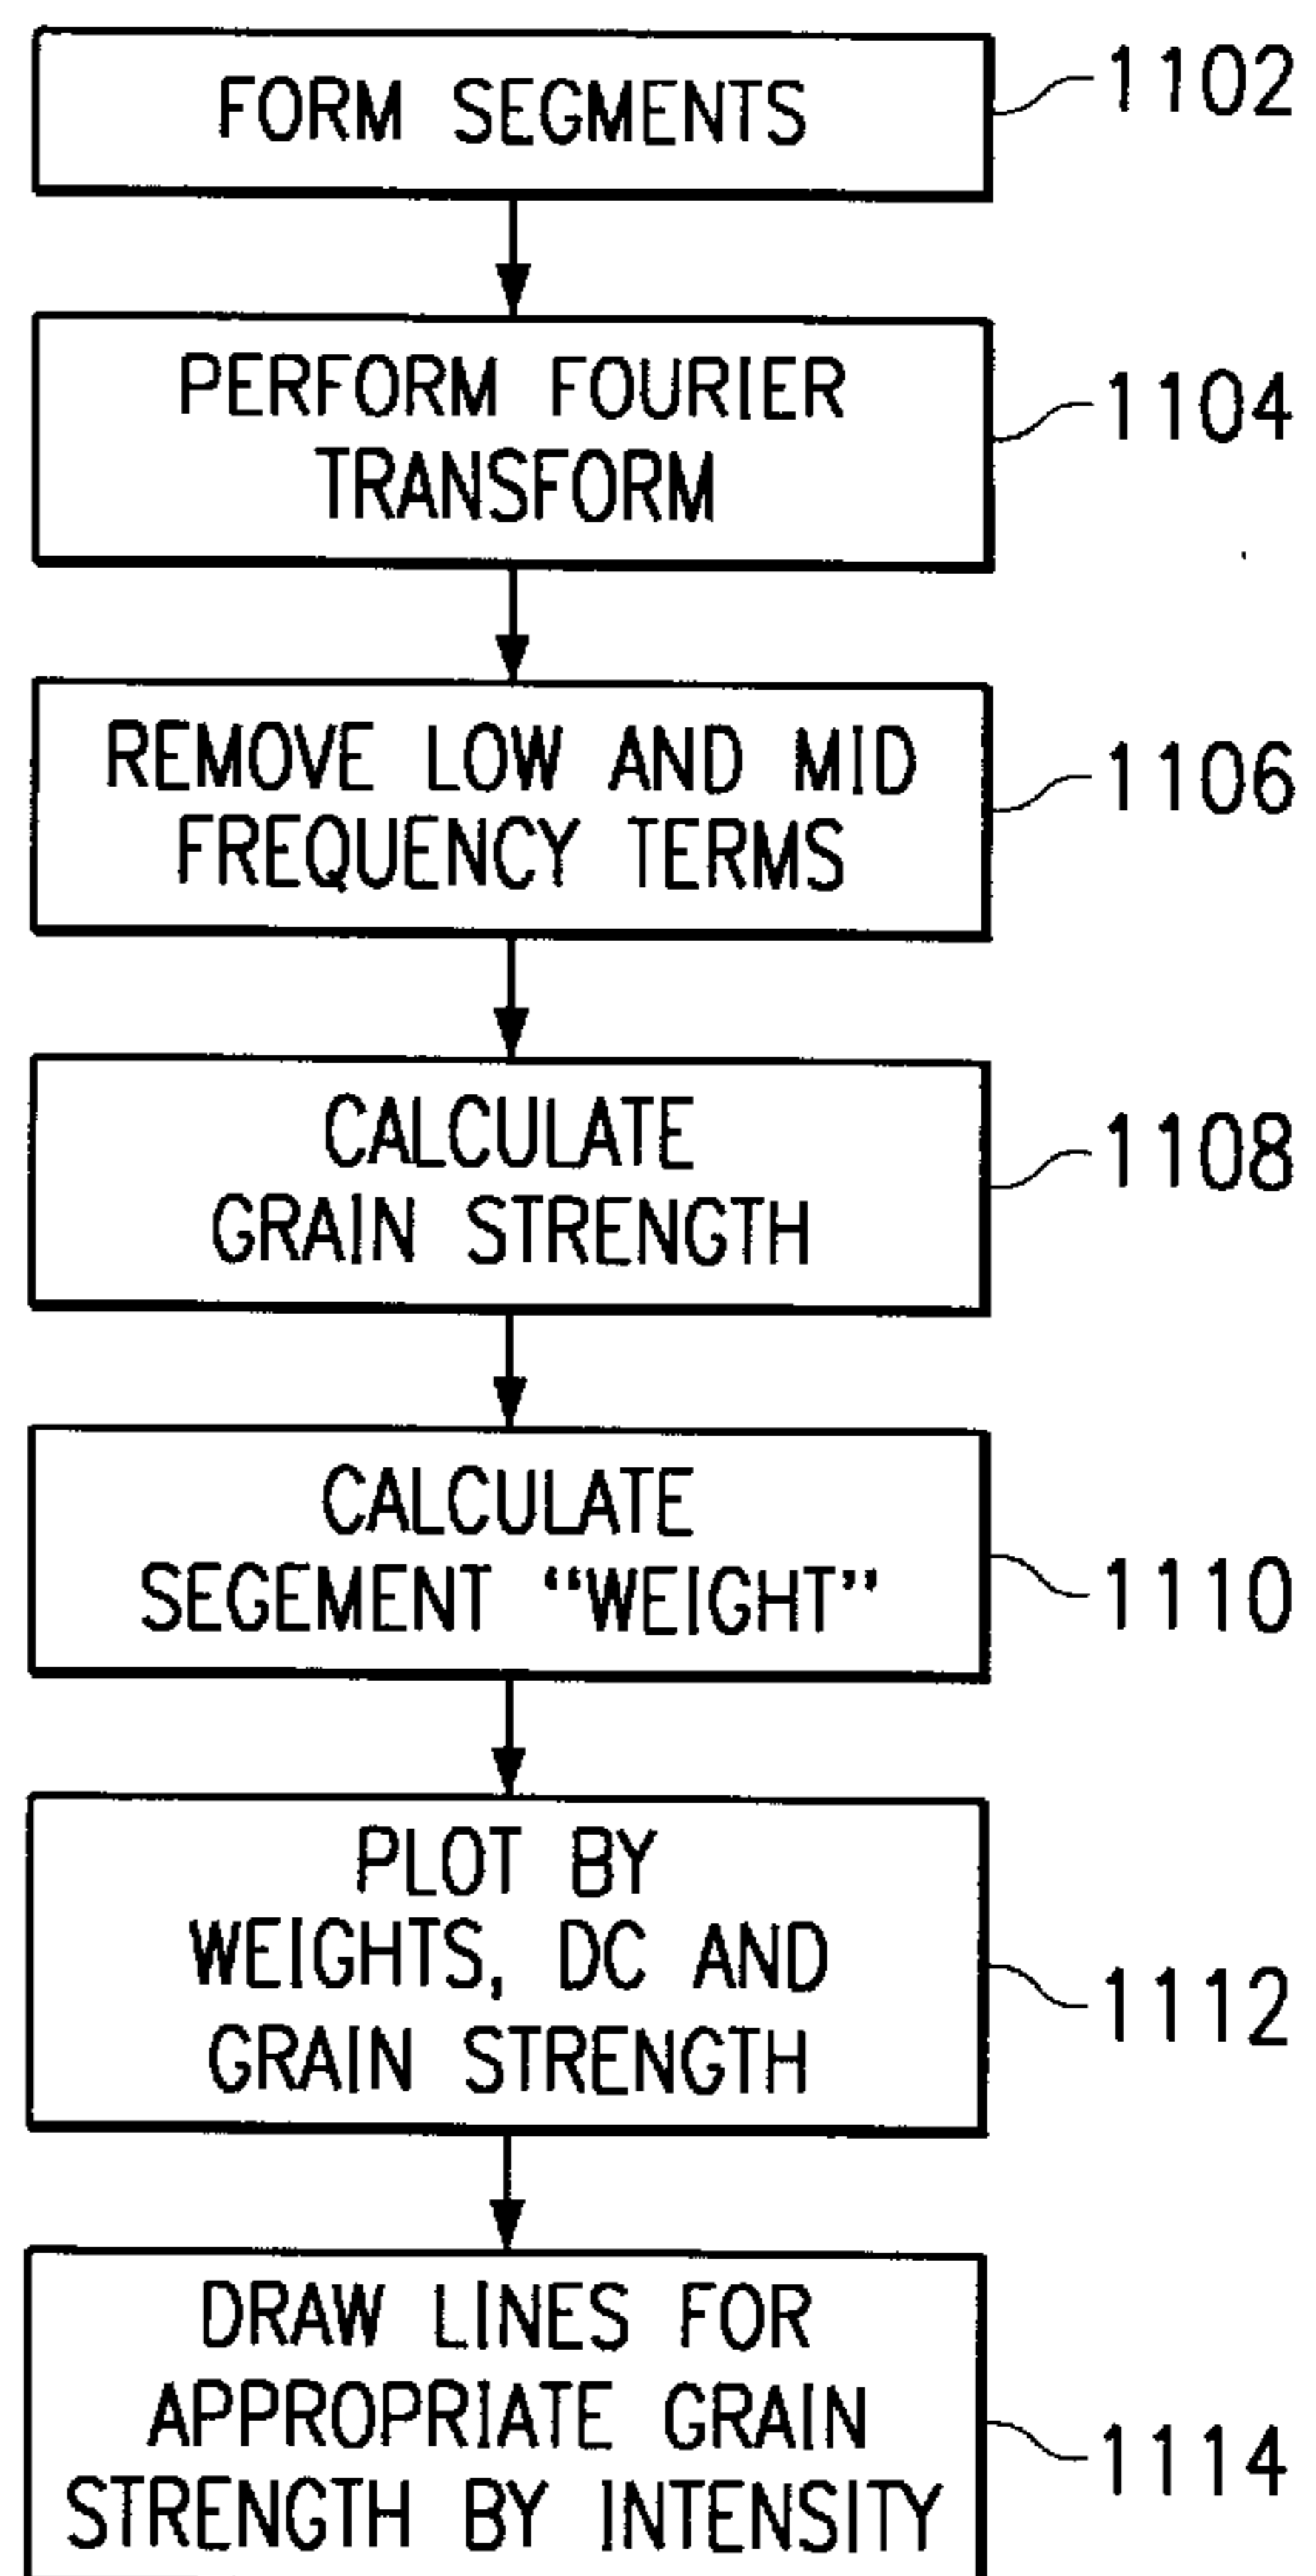 FORM SEGMENTS
1102
PERFORM FOURIER
TRANSFORM
1104
REMOVE LOW AND MID
FREQUENCY TERMS
1106
CALCULATE
GRAIN STRENGTH
1108
CALCULATE
SEGEMENT “WEIGHT”
1110
PLOT BY
WEIGHTS, DC AND
GRAIN STRENGTH
1112
DRAW LINES FOR
APPROPRIATE GRAIN
STRENGTH BY INTENSITY
1114